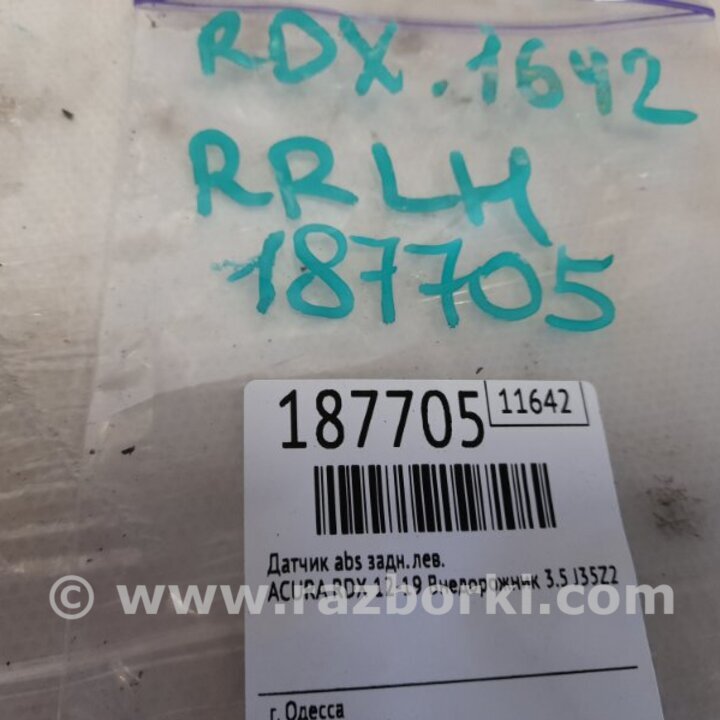 RDX.1642
RRLH
187705
187705 11642
Датчик abs задн.лев.
ACURA RDX 12-19 Внедорожник 3.5 J35Z2
© www.razborki.com
г. Одесса